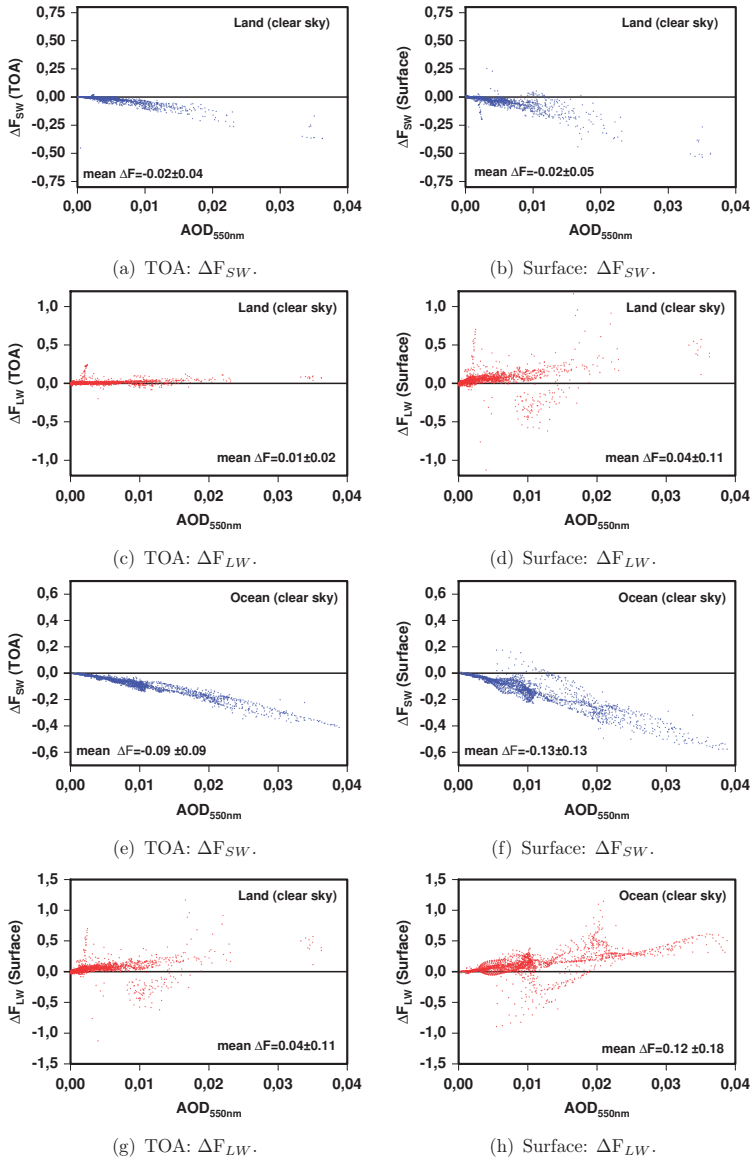 0,75
0,50
0,25
0,00
-0,25
-0,50
-0,75
ΔF_SW (TOA)
Land (clear sky)
mean ΔF=-0.02±0.04
0,00 0,01 0,02 0,03 0,04
AOD_550nm
(a) TOA: ΔF_SW.
0,75
0,50
0,25
0,00
-0,25
-0,50
-0,75
ΔF_SW (Surface)
Land (clear sky)
mean ΔF=-0.02±0.05
0,00 0,01 0,02 0,03 0,04
AOD_550nm
(b) Surface: ΔF_SW.
1,0
0,5
0,0
-0,5
-1,0
ΔF_LW (TOA)
Land (clear sky)
mean ΔF=0.01±0.02
0,00 0,01 0,02 0,03 0,04
AOD_550nm
(c) TOA: ΔF_LW.
1,0
0,5
0,0
-0,5
-1,0
ΔF_LW (Surface)
Land (clear sky)
mean ΔF=0.04±0.11
0,00 0,01 0,02 0,03 0,04
AOD_550nm
(d) Surface: ΔF_LW.
0,6
0,4
0,2
0,0
-0,2
-0,4
-0,6
ΔF_SW (TOA)
Ocean (clear sky)
mean ΔF=-0.09 ±0.09
0,00 0,01 0,02 0,03 0,04
AOD_550nm
(e) TOA: ΔF_SW.
0,6
0,4
0,2
0,0
-0,2
-0,4
-0,6
ΔF_SW (Surface)
Ocean (clear sky)
mean ΔF=-0.13±0.13
0,00 0,01 0,02 0,03 0,04
AOD_550nm
(f) Surface: ΔF_SW.
1,5
1,0
0,5
0,0
-0,5
-1,0
-1,5
ΔF_LW (Surface)
Land (clear sky)
mean ΔF=0.04±0.11
0,00 0,01 0,02 0,03 0,04
AOD_550nm
(g) TOA: ΔF_LW.
1,5
1,0
0,5
0,0
-0,5
-1,0
-1,5
ΔF_LW (Surface)
Ocean (clear sky)
mean ΔF=0.12 ±0.18
0,00 0,01 0,02 0,03 0,04
AOD_550nm
(h) Surface: ΔF_LW.